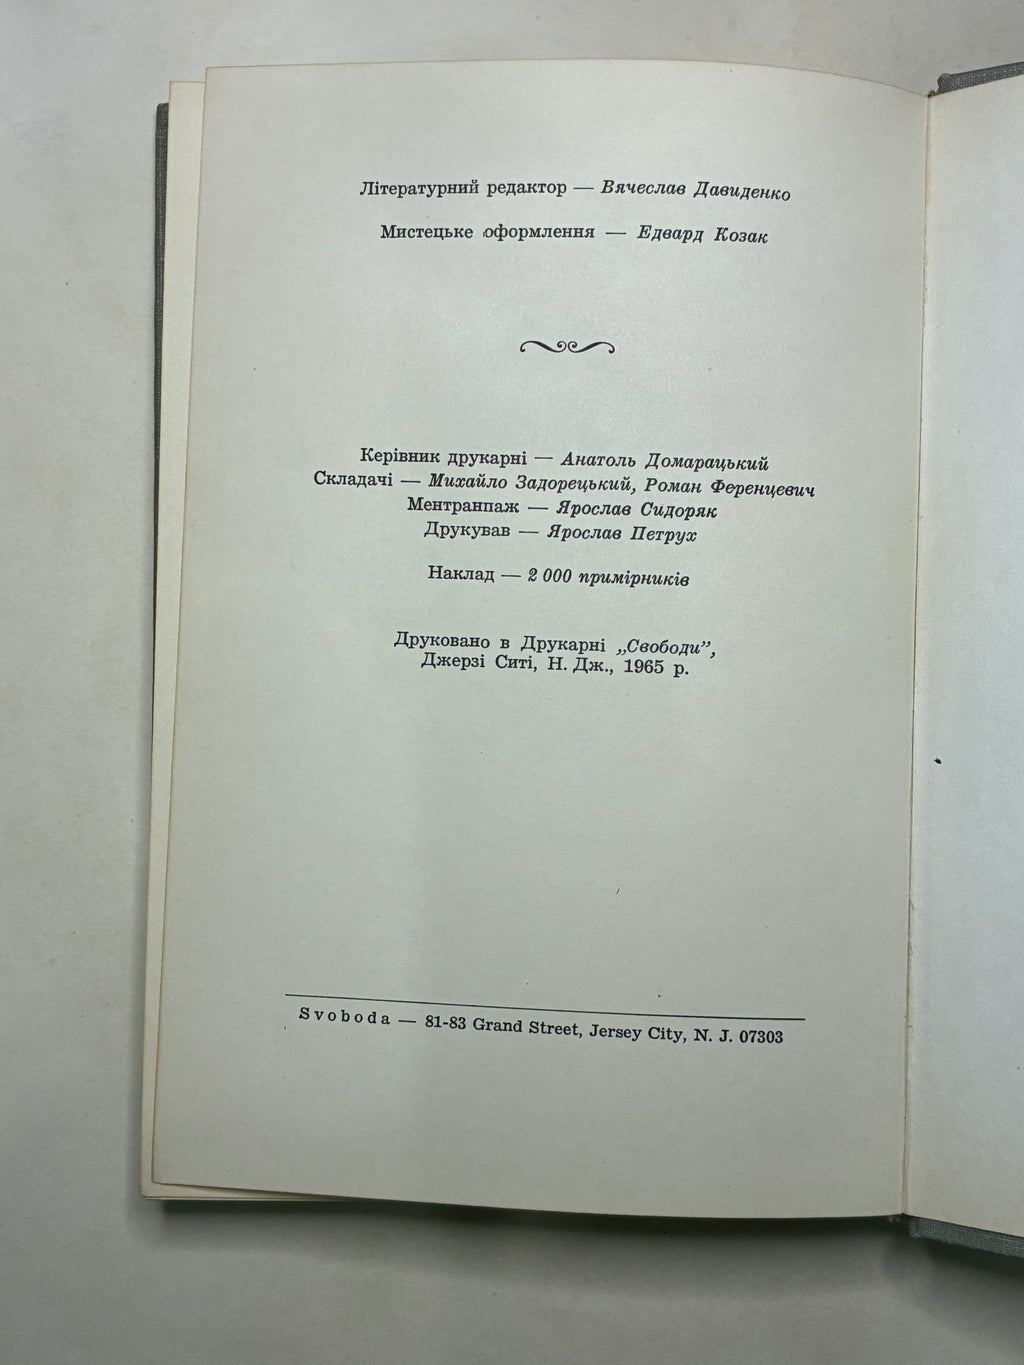 Літературний редактор — Вячеслав Давиденко
Мистецьке оформлення — Едвард Козак
Керівник друкарні — Анатоль Домарацький
Складачі — Михайло Задорецький, Роман Ференцевич
Ментранпаж — Ярослав Сидоряк
Друкував — Ярослав Петрух
Наклад — 2 000 примірників
Друковано в Друкарні „Свободи”,
Джерзі Ситі, Н. Дж., 1965 р.
Svoboda — 81-83 Grand Street, Jersey City, N. J. 07303